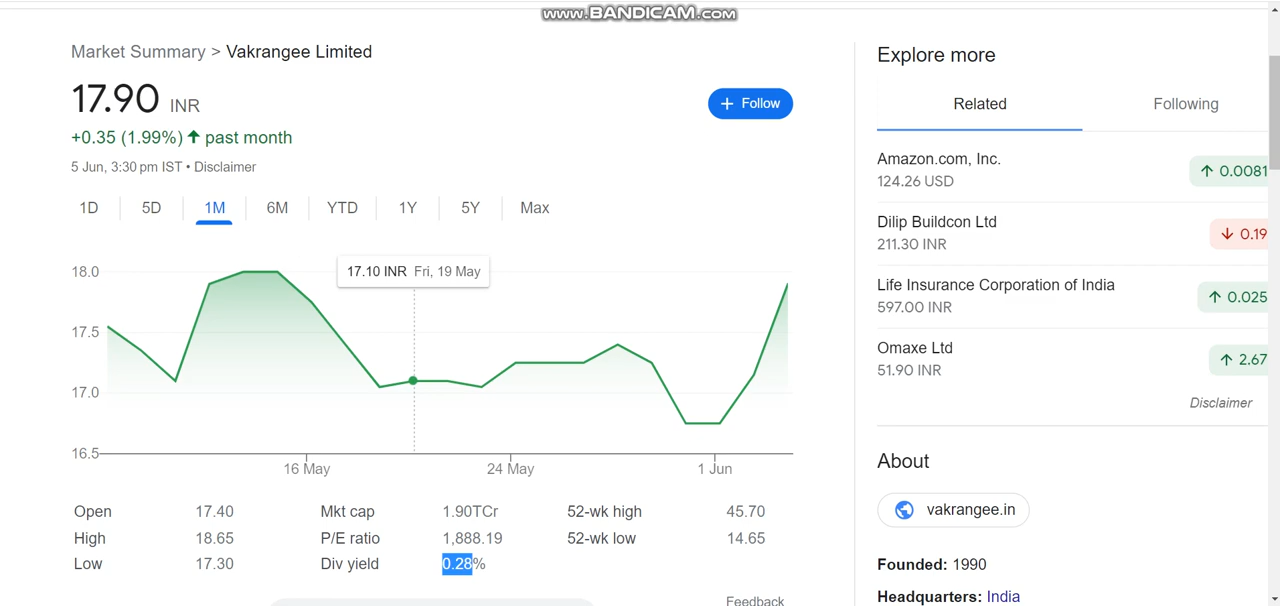 www.BANDICAM.com
Market Summary > Vakrangee Limited
17.90 INR
+ Follow
+0.35 (1.99%) ↑ past month
5 Jun, 3:30 pm IST • Disclaimer
1D 5D 1M 6M YTD 1Y 5Y Max
17.10 INR Fri, 19 May
18.0
17.5
17.0
16.5
16 May 24 May 1 Jun
Open 17.40 Mkt cap 1.90TCr 52-wk high 45.70
High 18.65 P/E ratio 1,888.19 52-wk low 14.65
Low 17.30 Div yield 0.28%
Feedback
Explore more
Related Following
Amazon.com, Inc.
124.26 USD
↑ 0.0081
Dilip Buildcon Ltd
211.30 INR
↓ 0.19
Life Insurance Corporation of India
597.00 INR
↑ 0.025
Omaxe Ltd
51.90 INR
↑ 2.67
Disclaimer
About
vakrangee.in
Founded: 1990
Headquarters: India